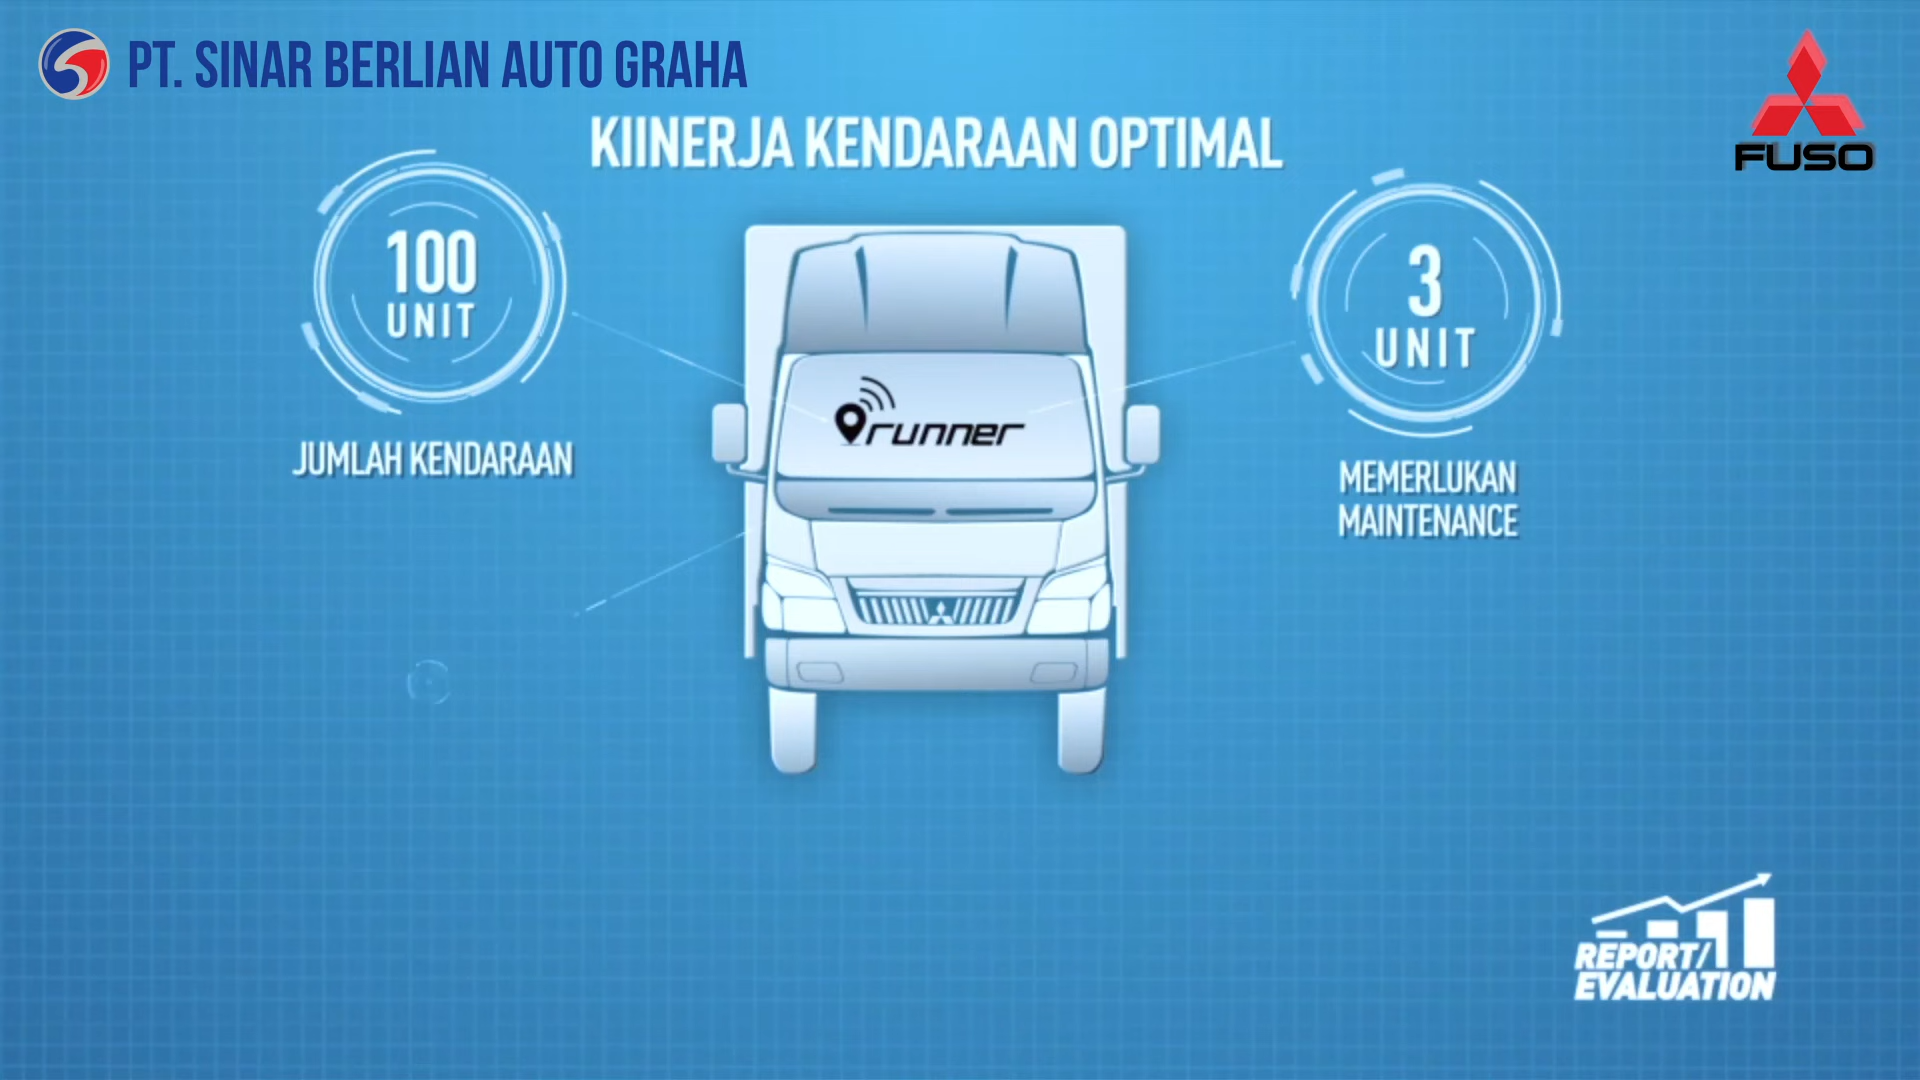 PT. SINAR BERLIAN AUTO GRAHA
FUSO
KIINERJA KENDARAAN OPTIMAL
100
UNIT
JUMLAH KENDARAAN
runner
3
UNIT
MEMERLUKAN
MAINTENANCE
REPORT/
EVALUATION